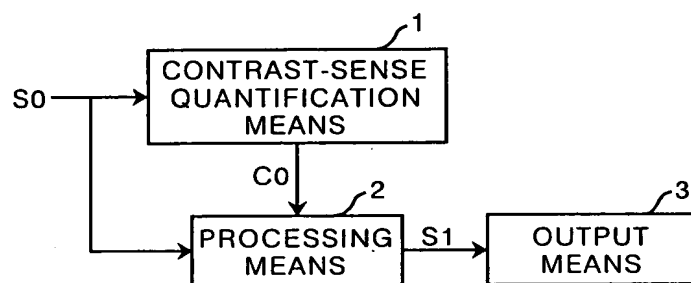 1
CONTRAST-SENSE
QUANTIFICATION
MEANS
S0
C0
2
PROCESSING
MEANS
S1
3
OUTPUT
MEANS